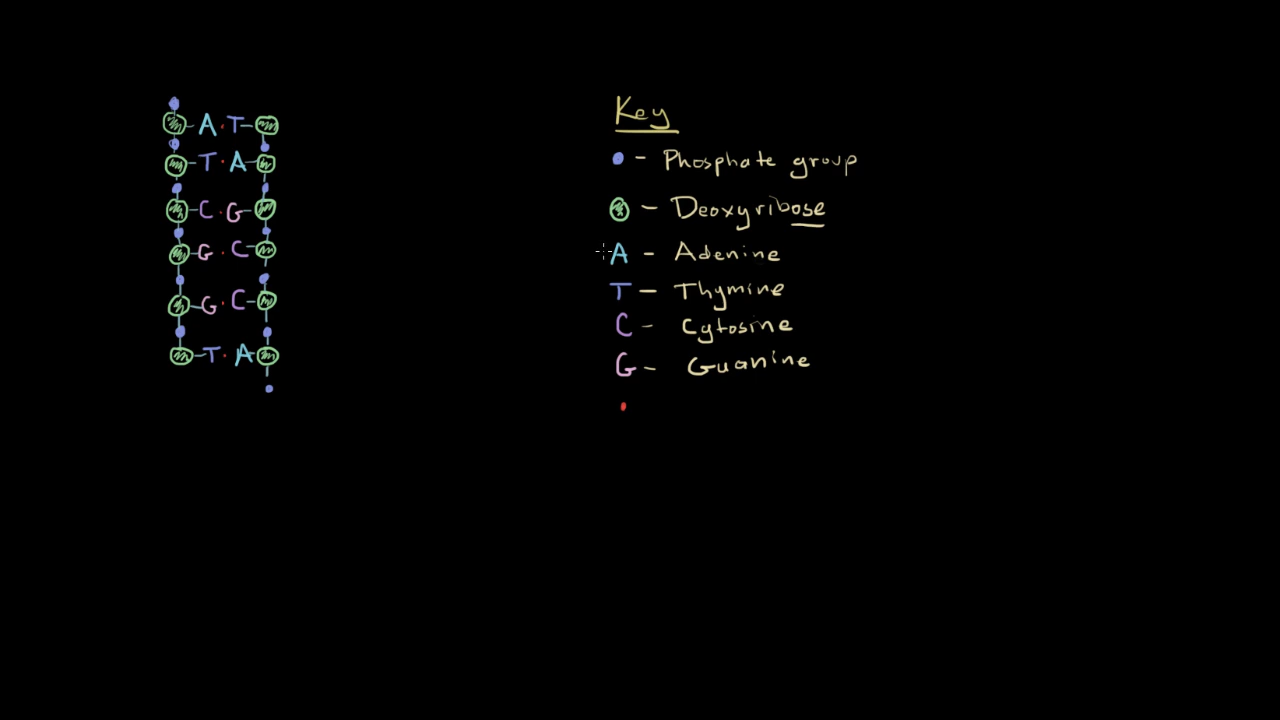 A · T
T · A
C · G
G · C
G · C
T · A
Key
- Phosphate group
- Deoxyribose
A - Adenine
T - Thymine
C - Cytosine
G - Guanine